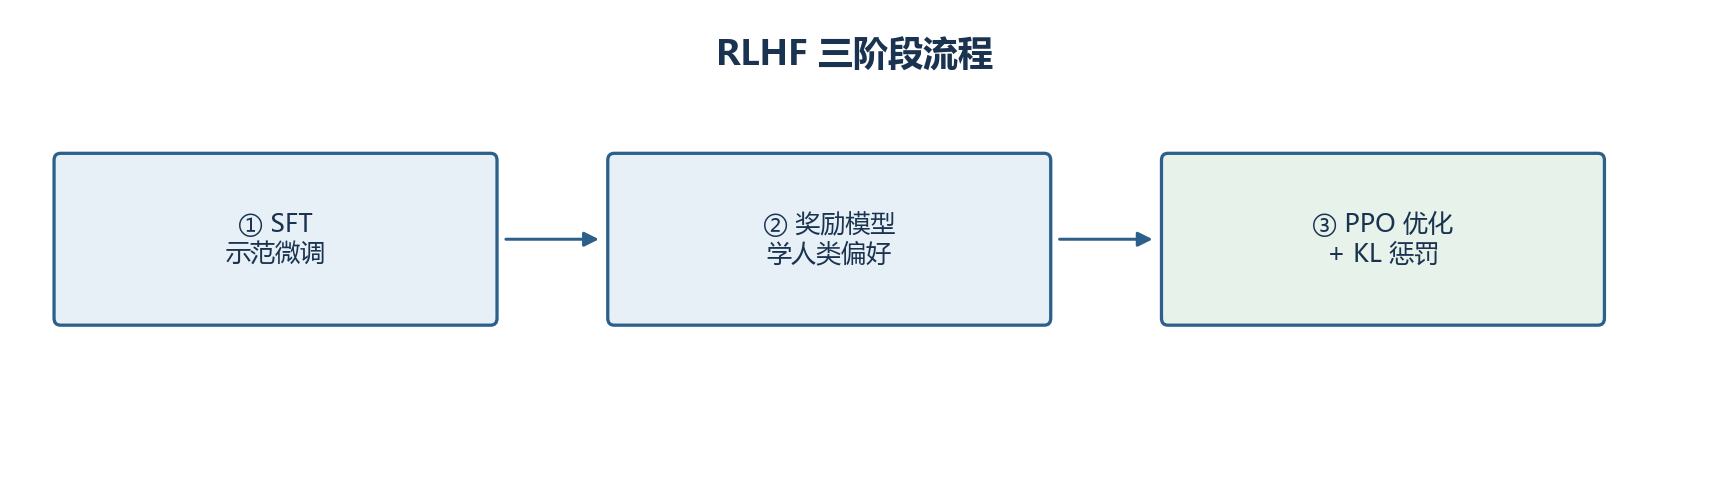 RLHF 三阶段流程
① SFT
示范微调
② 奖励模型
学人类偏好
③ PPO 优化
+ KL 惩罚